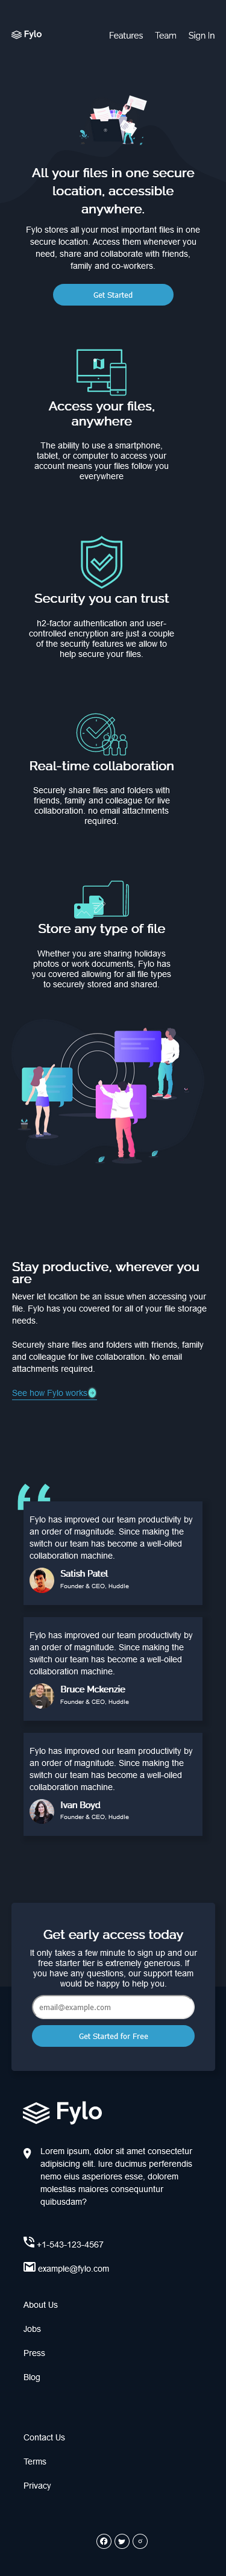 Fylo
Features Team Sign In
All your files in one secure
location, accessible
anywhere.
Fylo stores all your most important files in one
secure location. Access them whenever you
need, share and collaborate with friends,
family and co-workers.
Get Started
Access your files,
anywhere
The ability to use a smartphone,
tablet, or computer to access your
account means your files follow you
everywhere
Security you can trust
h2-factor authentication and user-
controlled encryption are just a couple
of the security features we allow to
help secure your files.
Real-time collaboration
Securely share files and folders with
friends, family and colleague for live
collaboration. no email attachments
required.
Store any type of file
Whether you are sharing holidays
photos or work documents, Fylo has
you covered allowing for all file types
to securely stored and shared.
Stay productive, wherever you
are
Never let location be an issue when accessing your
file. Fylo has you covered for all of your file storage
needs.
Securely share files and folders with friends, family
and colleague for live collaboration. No email
attachments required.
See how Fylo works
Fylo has improved our team productivity by
an order of magnitude. Since making the
switch our team has become a well-oiled
collaboration machine.
Satish Patel
Founder & CEO, Huddle
Fylo has improved our team productivity by
an order of magnitude. Since making the
switch our team has become a well-oiled
collaboration machine.
Bruce Mckenzie
Founder & CEO, Huddle
Fylo has improved our team productivity by
an order of magnitude. Since making the
switch our team has become a well-oiled
collaboration machine.
Ivan Boyd
Founder & CEO, Huddle
Get early access today
It only takes a few minute to sign up and our
free starter tier is extremely generous. If
you have any questions, our support team
would be happy to help you.
email@example.com
Get Started for Free
Fylo
Lorem ipsum, dolor sit amet consectetur
adipisicing elit. Iure ducimus perferendis
nemo eius asperiores esse, dolorem
molestias maiores consequuntur
quibusdam?
+1-543-123-4567
example@fylo.com
About Us
Jobs
Press
Blog
Contact Us
Terms
Privacy